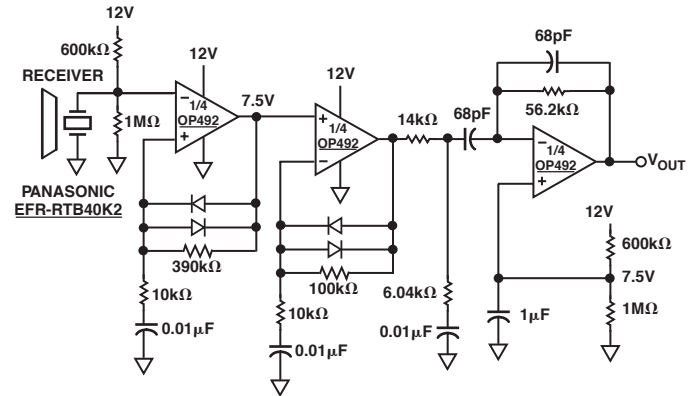 12V
600kΩ
RECEIVER
1MΩ
PANASONIC
EFR-RTB40K2
12V
–
1/4
OP492
+
7.5V
390kΩ
10kΩ
0.01µF
12V
+
1/4
OP492
–
100kΩ
10kΩ
0.01µF
14kΩ
6.04kΩ
0.01µF
68pF
68pF
56.2kΩ
–
1/4
OP492
+
VOUT
12V
600kΩ
7.5V
1µF
1MΩ